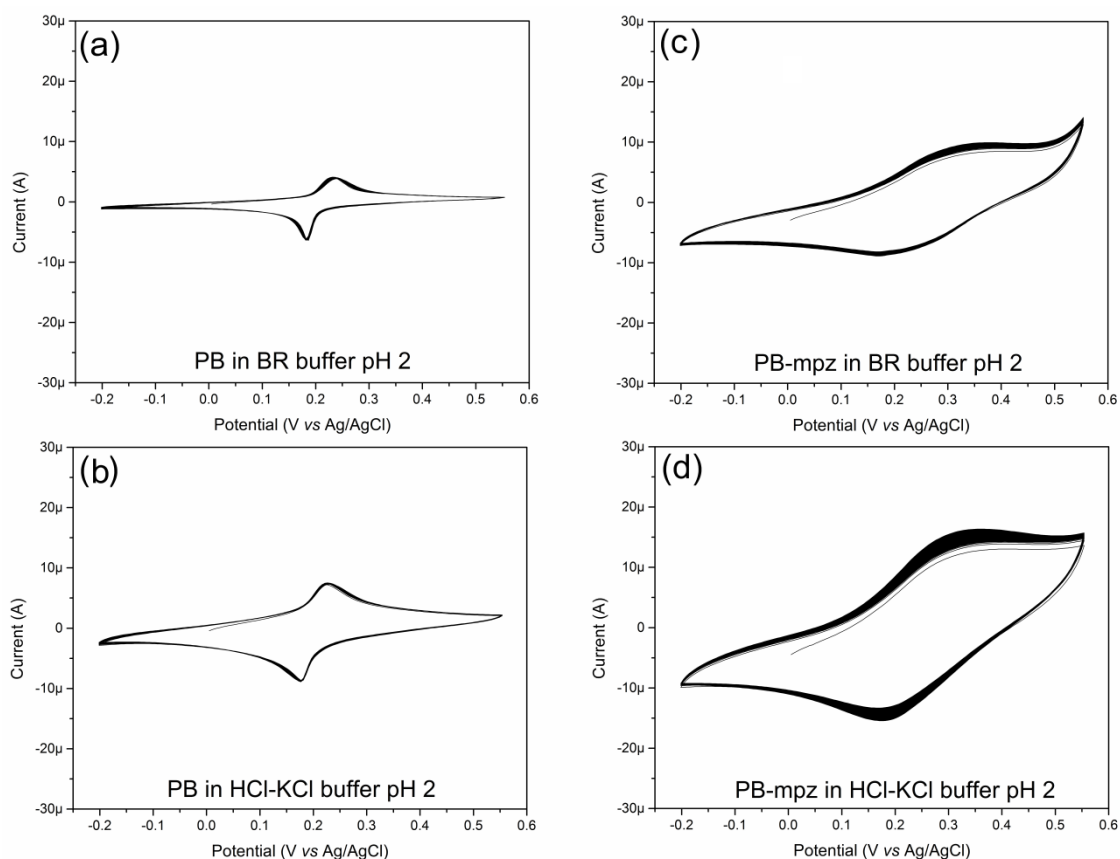 (a)
30µ
20µ
10µ
0
-10µ
-20µ
-30µ
Current (A)
PB in BR buffer pH 2
-0.2 -0.1 0.0 0.1 0.2 0.3 0.4 0.5 0.6
Potential (V vs Ag/AgCl)
(c)
30µ
20µ
10µ
0
-10µ
-20µ
-30µ
Current (A)
PB-mpz in BR buffer pH 2
-0.2 -0.1 0.0 0.1 0.2 0.3 0.4 0.5 0.6
Potential (V vs Ag/AgCl)
(b)
30µ
20µ
10µ
0
-10µ
-20µ
-30µ
Current (A)
PB in HCl-KCl buffer pH 2
-0.2 -0.1 0.0 0.1 0.2 0.3 0.4 0.5 0.6
Potential (V vs Ag/AgCl)
(d)
30µ
20µ
10µ
0
-10µ
-20µ
-30µ
Current (A)
PB-mpz in HCl-KCl buffer pH 2
-0.2 -0.1 0.0 0.1 0.2 0.3 0.4 0.5 0.6
Potential (V vs Ag/AgCl)